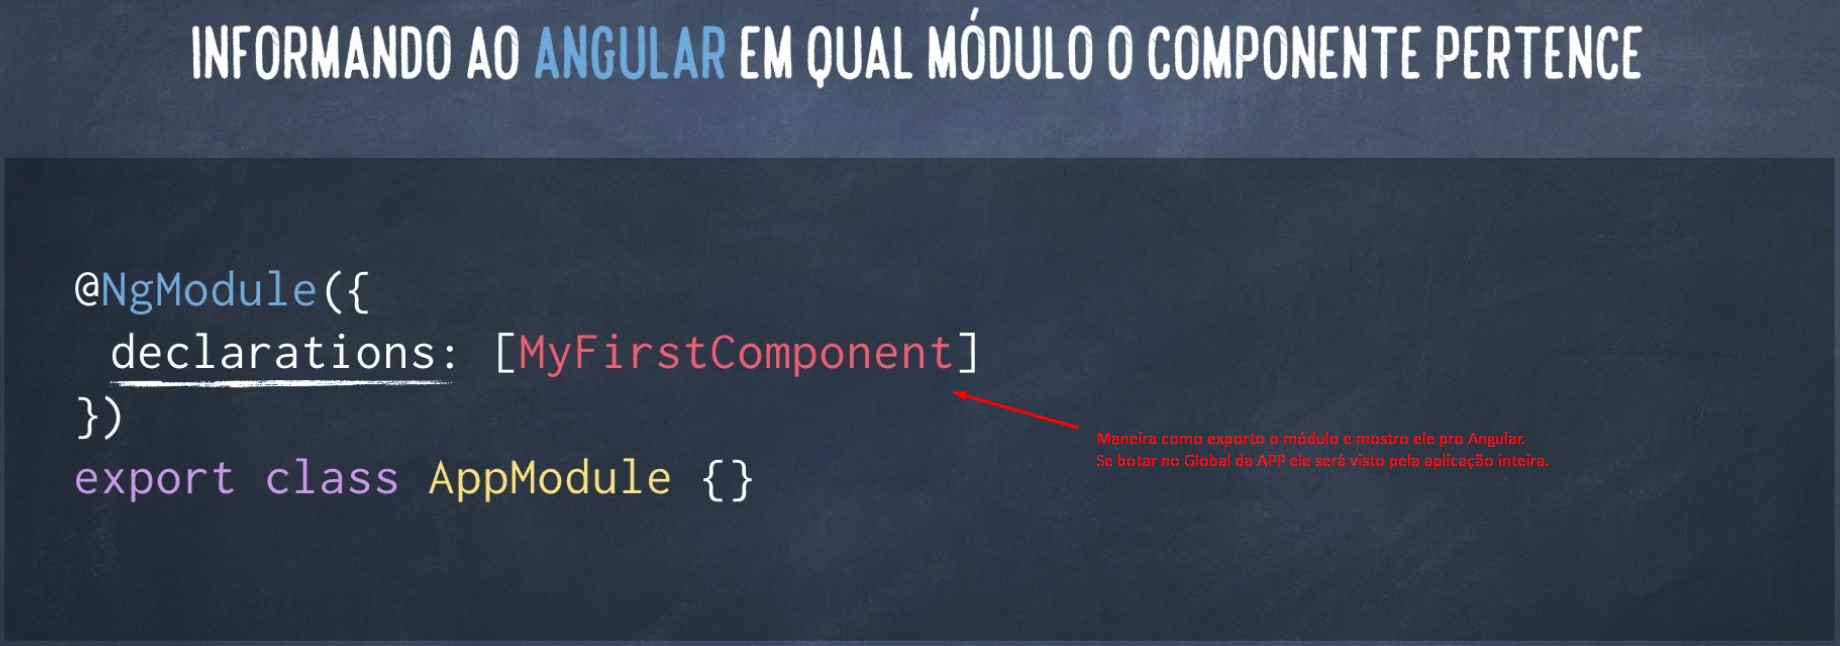 INFORMANDO AO ANGULAR EM QUAL MÓDULO O COMPONENTE PERTENCE
@NgModule({
declarations: [MyFirstComponent]
})
export class AppModule {}
Maneira como exporto o módulo e mostro ele pro Angular.
Se botar no Global da APP ele será visto pela aplicação inteira.